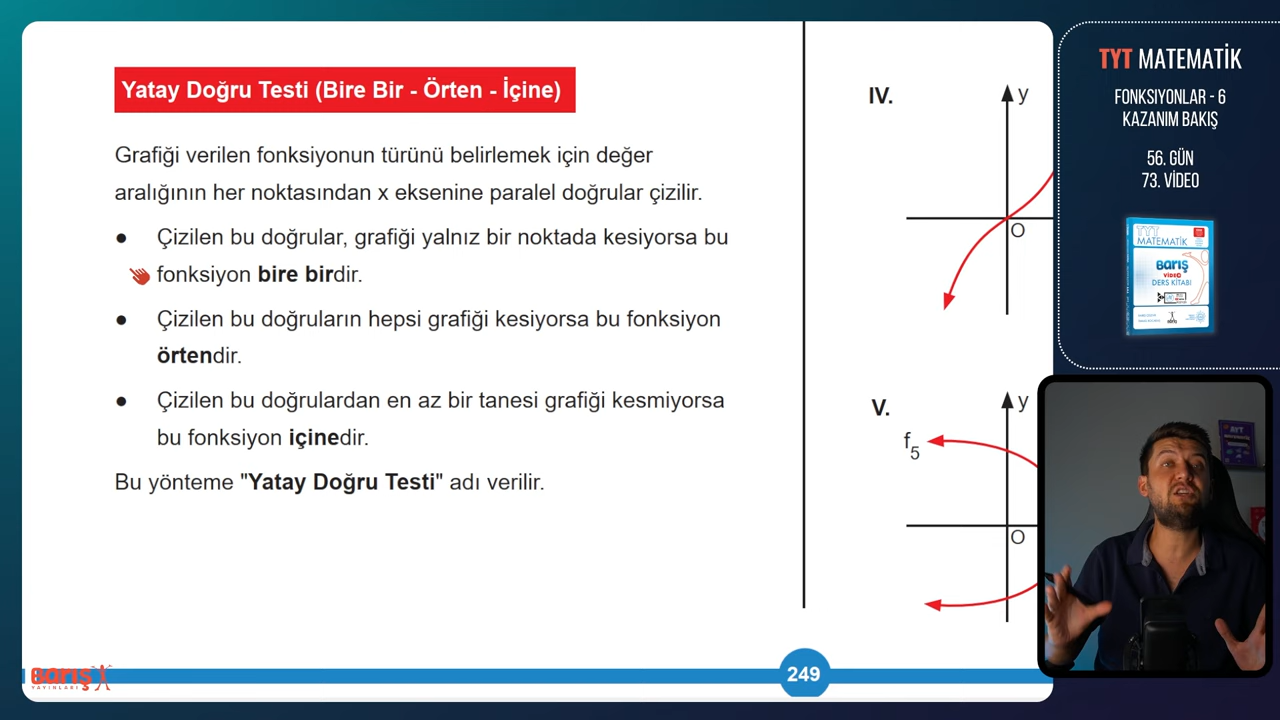 Yatay Doğru Testi (Bire Bir - Örten - İçine)
Grafiği verilen fonksiyonun türünü belirlemek için değer
aralığının her noktasından x eksenine paralel doğrular çizilir.
● Çizilen bu doğrular, grafiği yalnız bir noktada kesiyorsa bu
fonksiyon bire birdir.
● Çizilen bu doğruların hepsi grafiği kesiyorsa bu fonksiyon
örtendir.
● Çizilen bu doğrulardan en az bir tanesi grafiği kesmiyorsa
bu fonksiyon içinedir.
Bu yönteme "Yatay Doğru Testi" adı verilir.
IV.
y
O
V.
y
f5
O
249
BARIŞ
YAYINLARI
TYT MATEMATİK
FONKSIYONLAR - 6
KAZANIM BAKIŞ
56. GÜN
73. VİDEO
TYT
MATEMATİK
BARIŞ
VİDEO
DERS KİTABI
AYT